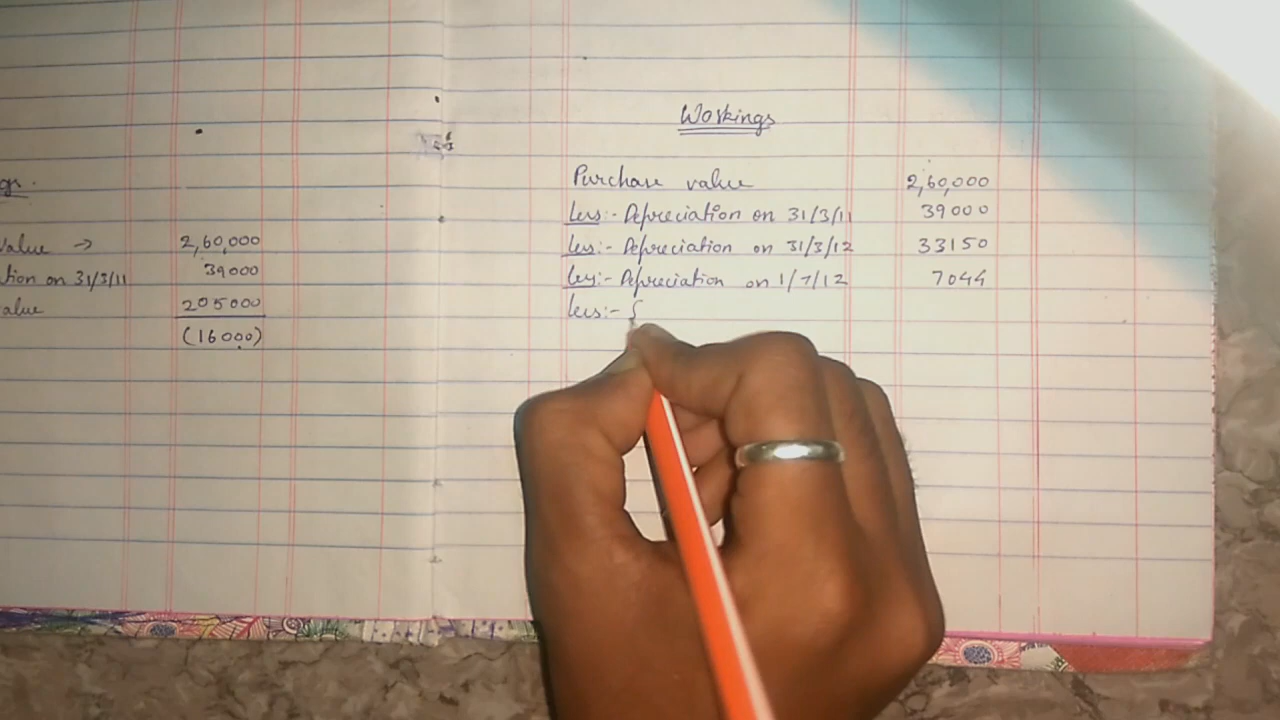 Value → 2,60,000
tion on 31/3/11 39000
Value 205000
(16000)
Workings
Purchase value 2,60,000
less:- Depreciation on 31/3/11 39000
less:- Depreciation on 31/3/12 33150
less:- Depreciation on 1/7/12 7044
less:- S